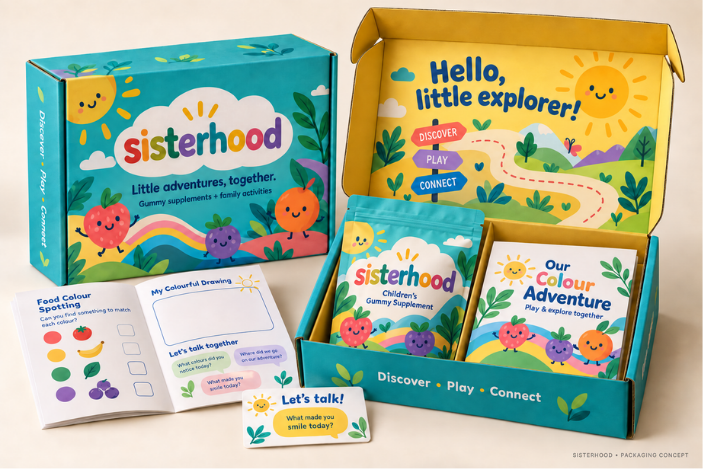 Discover • Play • Connect
sisterhood
Little adventures, together.
Gummy supplements + family activities
Hello,
little explorer!
DISCOVER
PLAY
CONNECT
sisterhood
Children's
Gummy Supplement
Our
Colour
Adventure
Play & explore together
Discover • Play • Connect
Food Colour
Spotting
Can you find something to match
each colour?
My Colourful Drawing
Let's talk together
What colours did you
notice today?
Where did we go
on our adventure?
What made you
smile today?
Let's talk!
What made you
smile today?
SISTERHOOD • PACKAGING CONCEPT